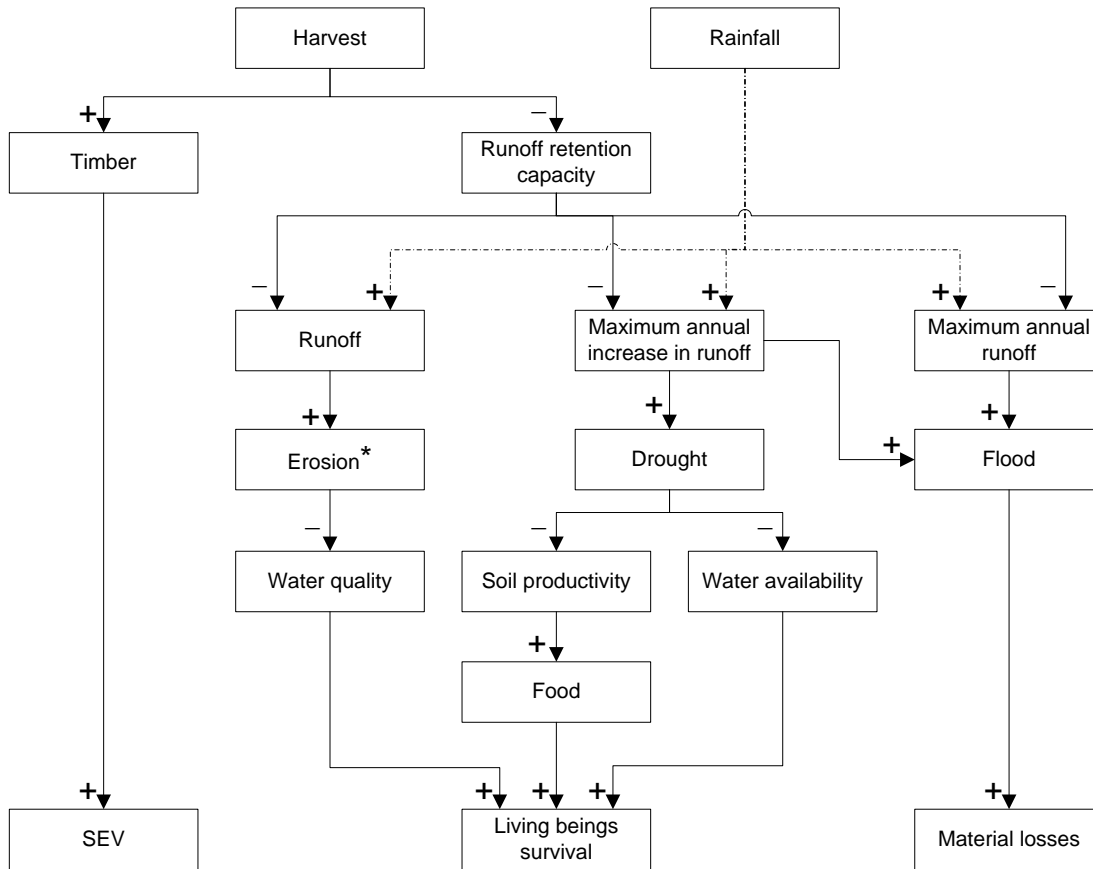 Harvest
Rainfall
+
−
Timber
Runoff retention
capacity
−
+
−
+
+
−
Runoff
Maximum annual
increase in runoff
Maximum annual
runoff
+
+
+
Erosion*
Drought
+
Flood
−
−
−
Water quality
Soil productivity
Water availability
+
Food
+
+
+
+
+
SEV
Living beings
survival
Material losses